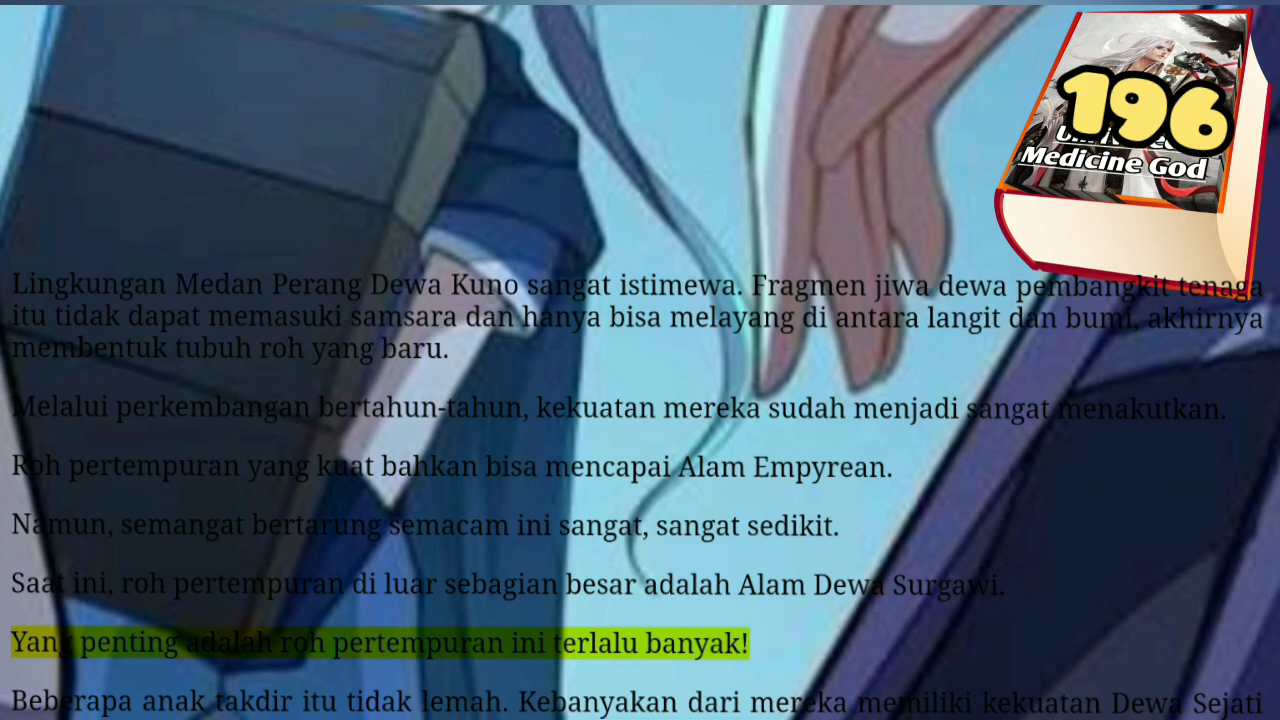 196
Medicine God
Lingkungan Medan Perang Dewa Kuno sangat istimewa. Fragmen jiwa dewa pembangkit tenaga
itu tidak dapat memasuki samsara dan hanya bisa melayang di antara langit dan bumi, akhirnya
membentuk tubuh roh yang baru.
Melalui perkembangan bertahun-tahun, kekuatan mereka sudah menjadi sangat menakutkan.
Roh pertempuran yang kuat bahkan bisa mencapai Alam Empyrean.
Namun, semangat bertarung semacam ini sangat, sangat sedikit.
Saat ini, roh pertempuran di luar sebagian besar adalah Alam Dewa Surgawi.
Yang penting adalah roh pertempuran ini terlalu banyak!
Beberapa anak takdir itu tidak lemah. Kebanyakan dari mereka memiliki kekuatan Dewa Sejati